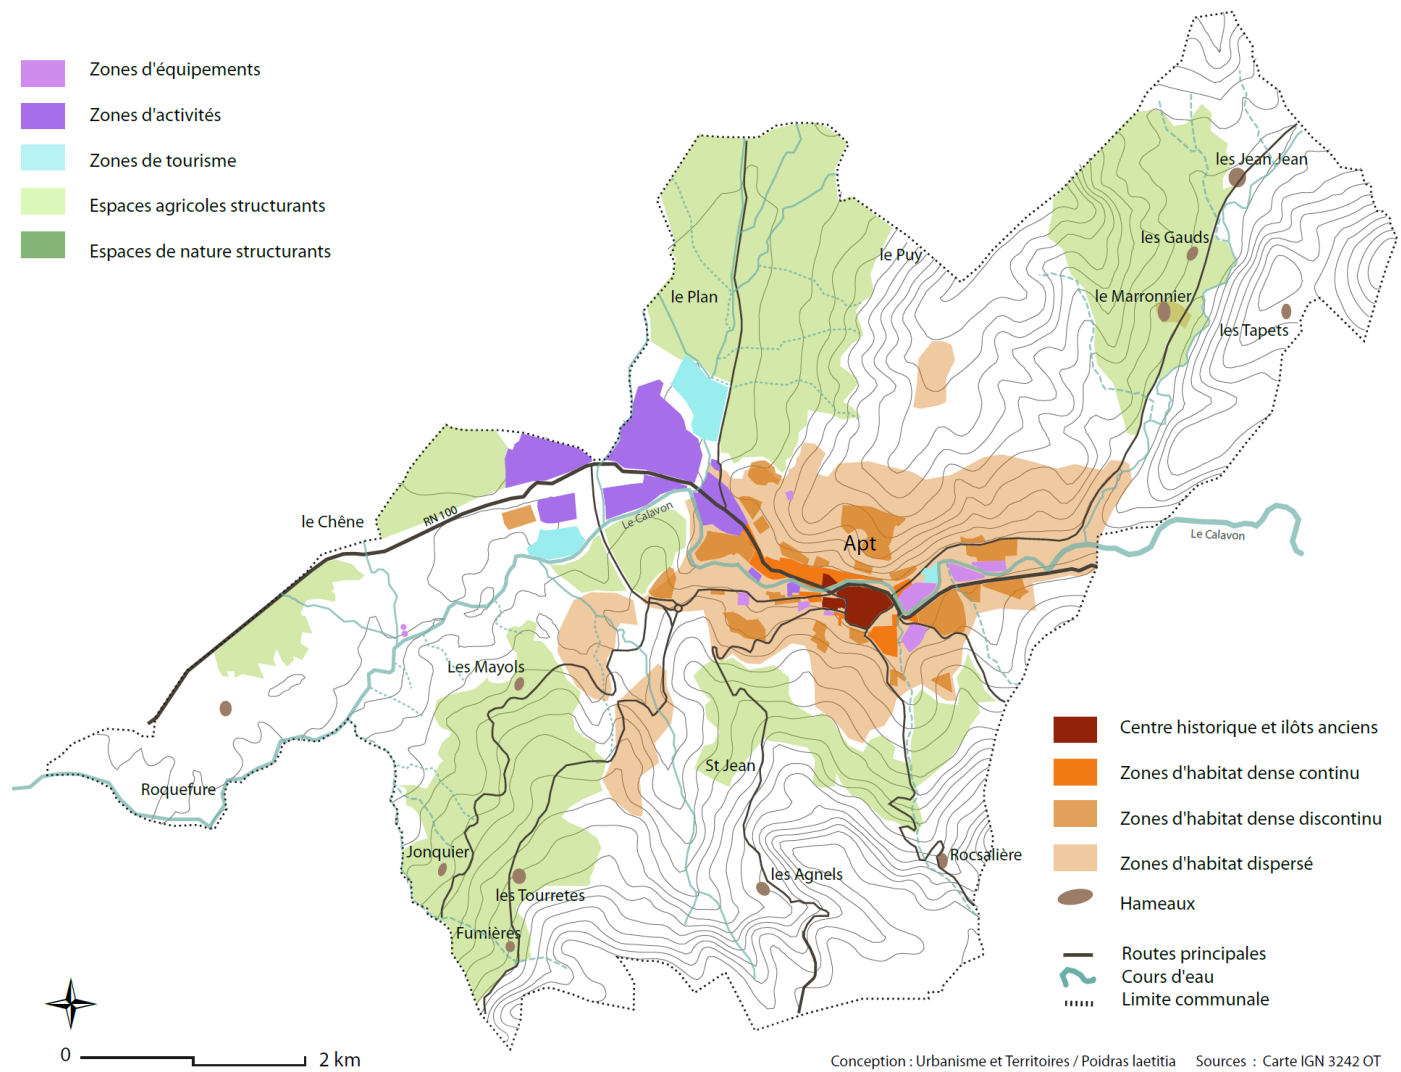 Zones d'équipements
Zones d'activités
Zones de tourisme
Espaces agricoles structurants
Espaces de nature structurants
les Jean Jean
les Gauds
le Puy
le Plan
le Marronnier
les Tapets
le Chêne
RN 100
Le Calavon
Apt
Le Calavon
Les Mayols
St Jean
Roquefure
Jonquier
les Tourretes
les Agnels
Rocsalière
Fumières
Centre historique et ilôts anciens
Zones d'habitat dense continu
Zones d'habitat dense discontinu
Zones d'habitat dispersé
Hameaux
Routes principales
Cours d'eau
Limite communale
0 2 km
Conception : Urbanisme et Territoires / Poidras laetitia Sources : Carte IGN 3242 OT